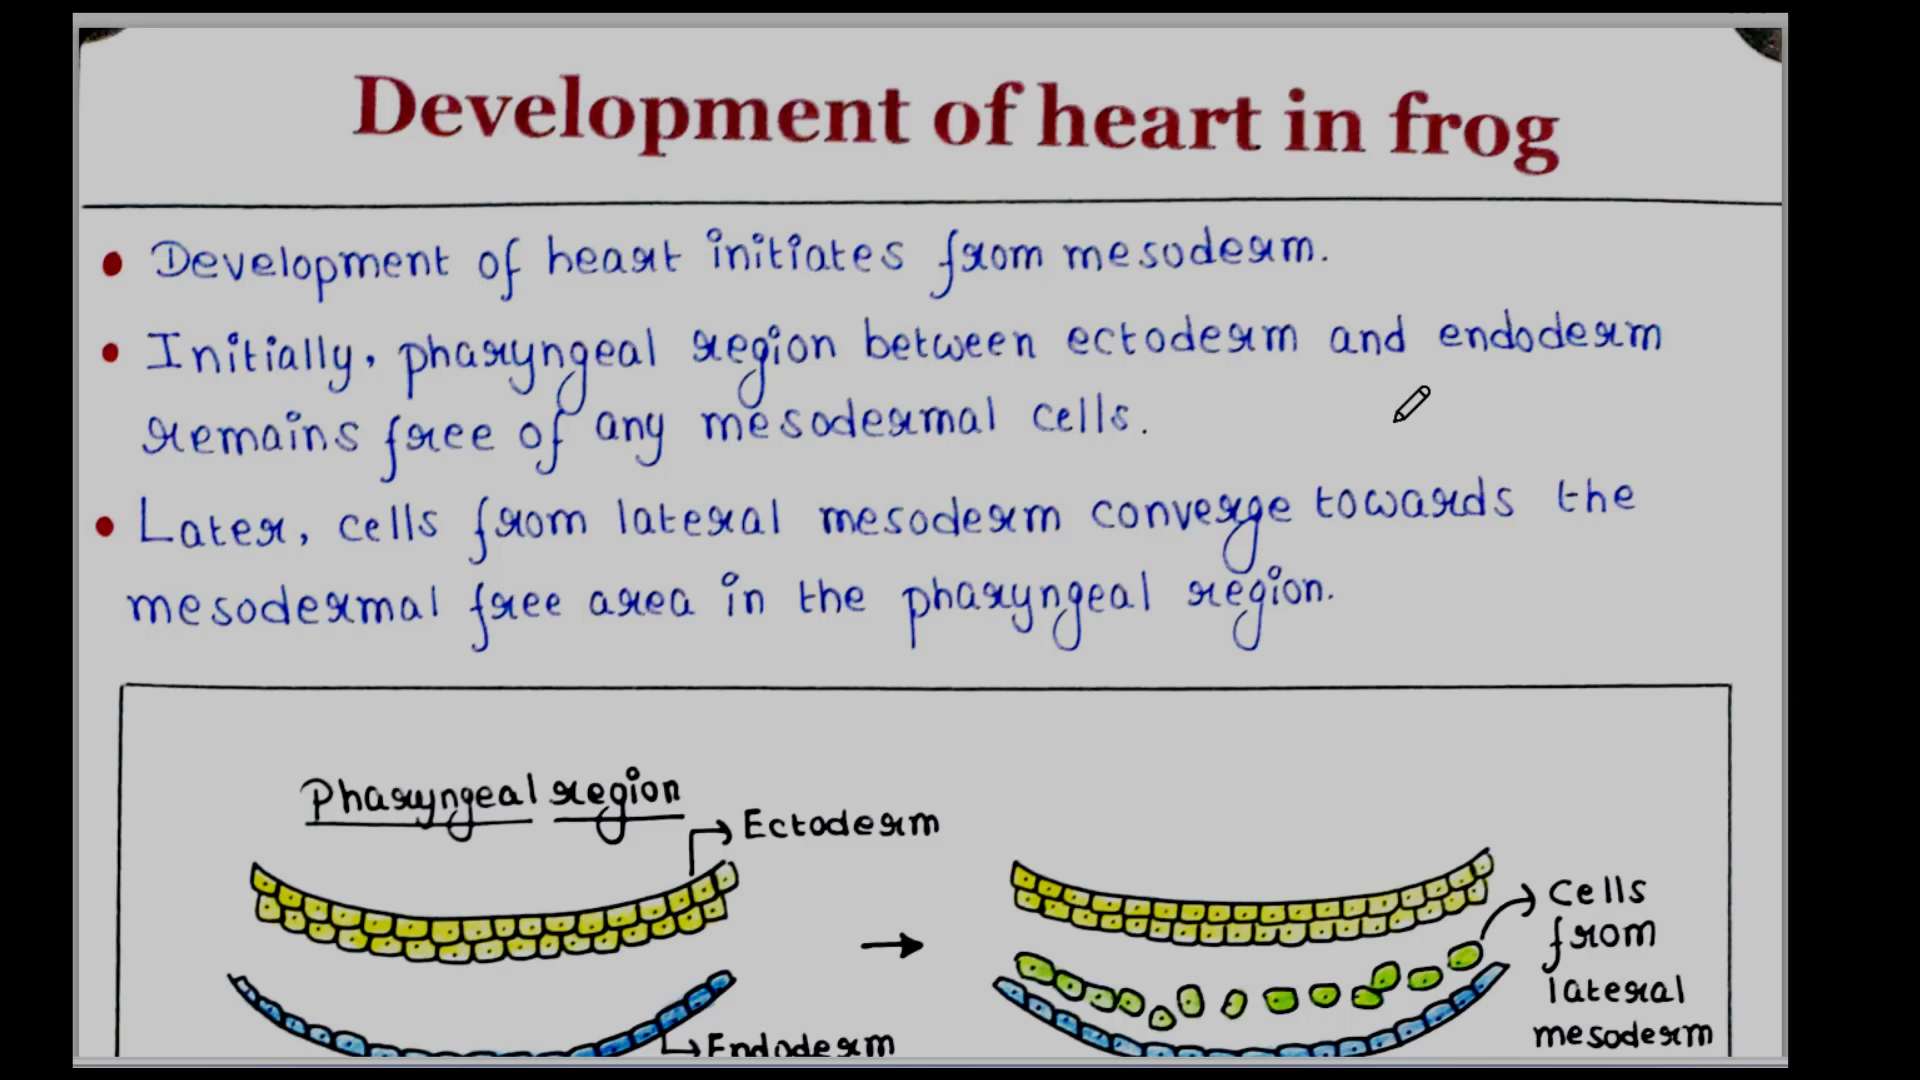 Development of heart in frog
• Development of heart initiates from mesoderm.
• Initially, pharyngeal region between ectoderm and endoderm
remains free of any mesodermal cells.
• Later, cells from lateral mesoderm converge towards the
mesodermal free area in the pharyngeal region.
Pharyngeal region
Ectoderm
Endoderm
Cells
from
lateral
mesoderm